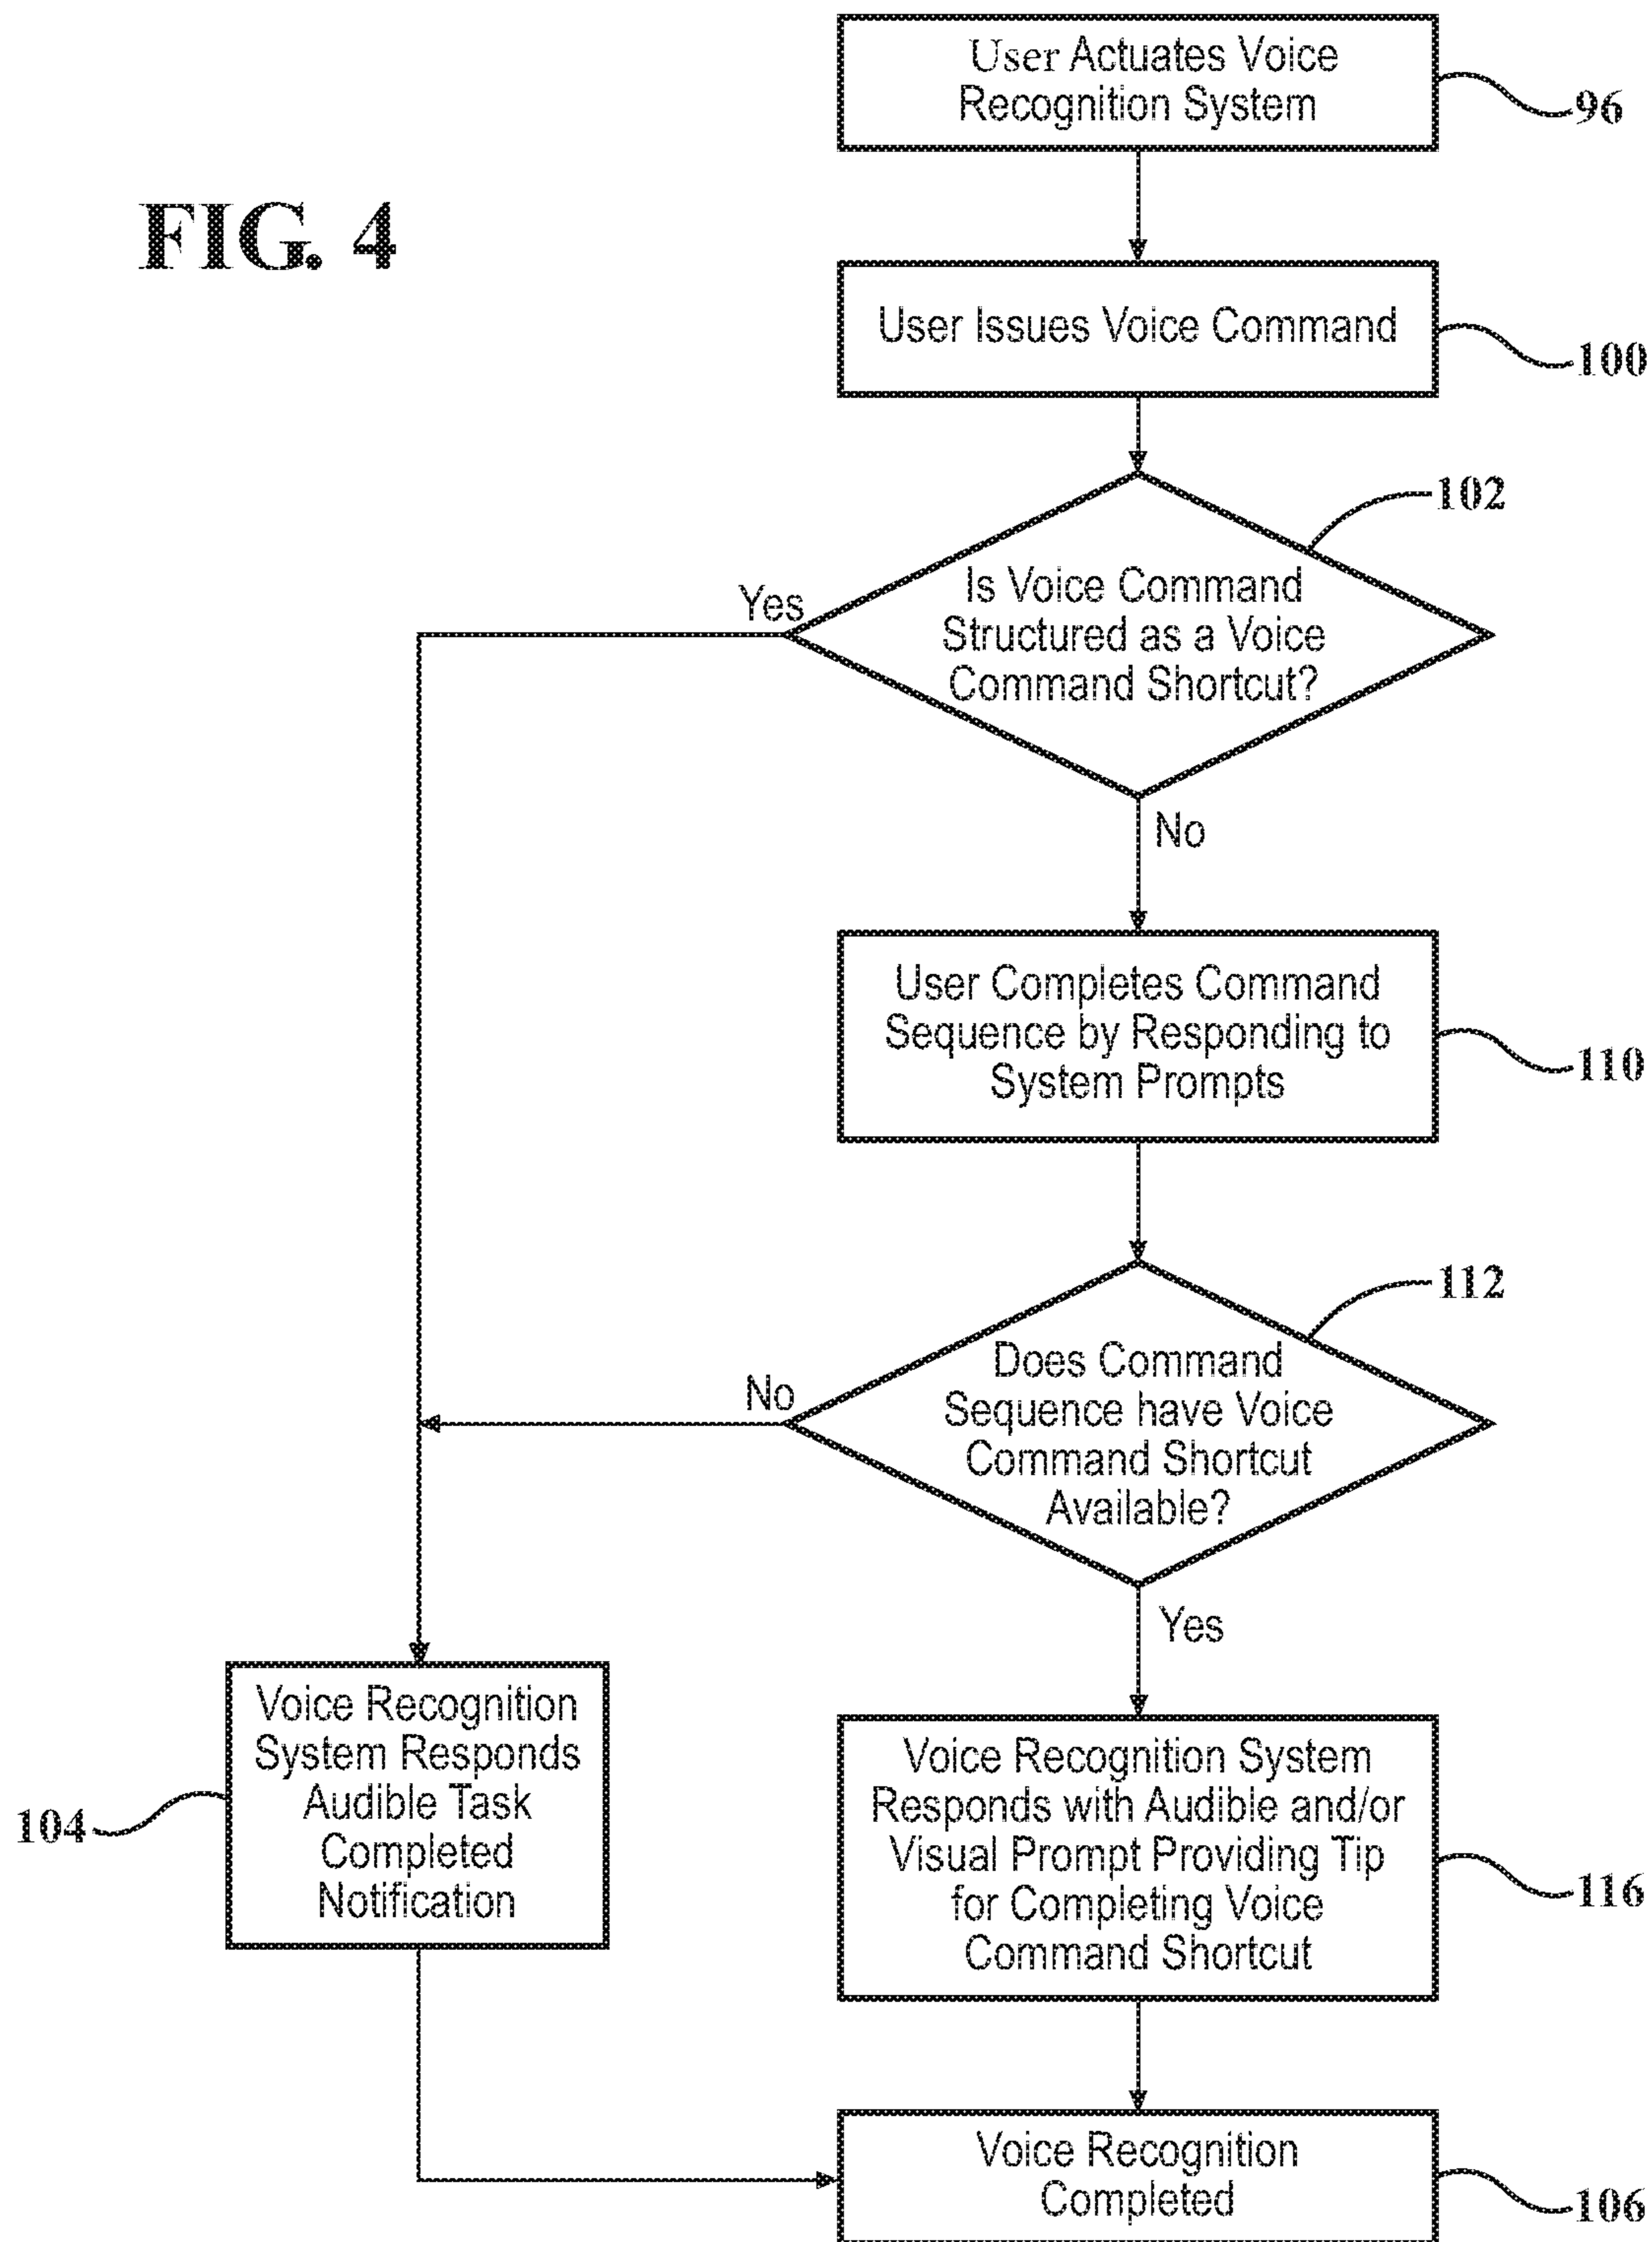 FIG. 4
User Actuates Voice
Recognition System
96
User Issues Voice Command
100
102
Is Voice Command
Structured as a Voice
Command Shortcut?
Yes
No
User Completes Command
Sequence by Responding to
System Prompts
110
112
Does Command
Sequence have Voice
Command Shortcut
Available?
No
Yes
Voice Recognition
System Responds
Audible Task
Completed
Notification
104
Voice Recognition System
Responds with Audible and/or
Visual Prompt Providing Tip
for Completing Voice
Command Shortcut
116
Voice Recognition
Completed
106